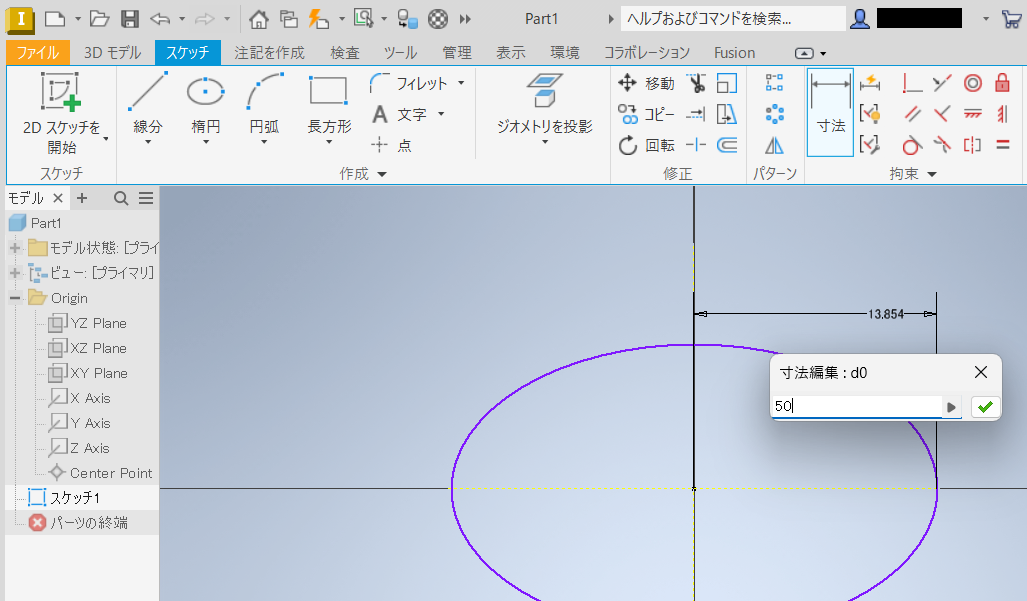 I
Part1
ヘルプおよびコマンドを検索...
ファイル
3D モデル
スケッチ
注記を作成
検査
ツール
管理
表示
環境
コラボレーション
Fusion
2D スケッチを
開始
線分
楕円
円弧
長方形
フィレット
A 文字
点
ジオメトリを投影
移動
コピー
回転
寸法
スケッチ
作成
修正
パターン
拘束
モデル
Part1
モデル状態: [プライ
ビュー: [プライマリ]
Origin
YZ Plane
XZ Plane
XY Plane
X Axis
Y Axis
Z Axis
Center Point
スケッチ1
パーツの終端
13.854
寸法編集 : d0
50